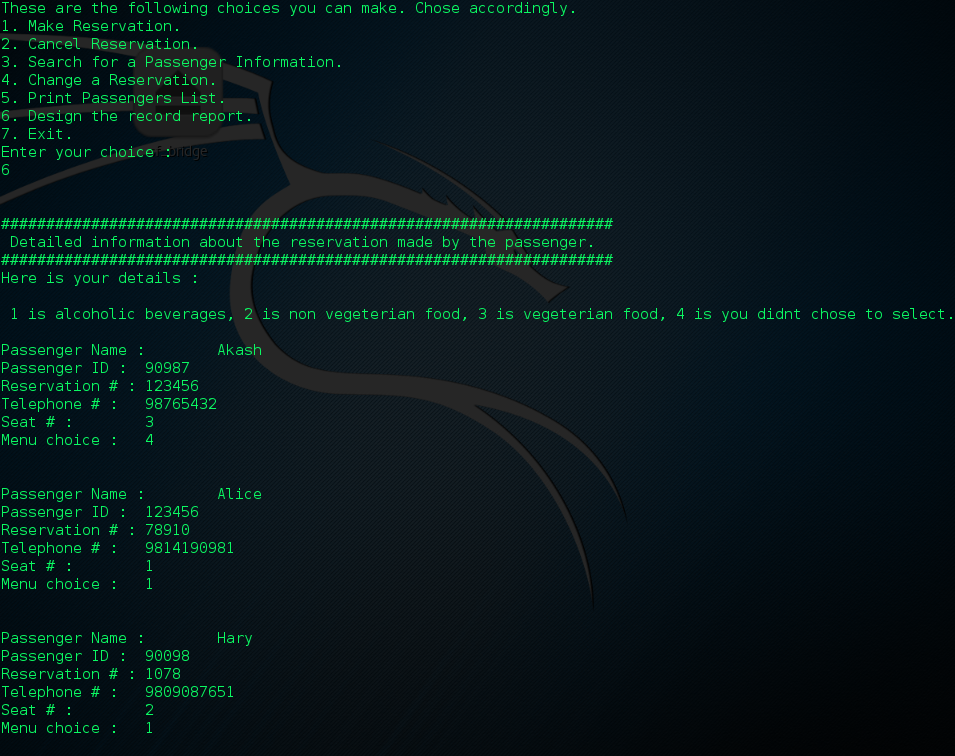 These are the following choices you can make. Chose accordingly.
1. Make Reservation.
2. Cancel Reservation.
3. Search for a Passenger Information.
4. Change a Reservation.
5. Print Passengers List.
6. Design the record report.
7. Exit.
Enter your choice :
6
####################################################################
Detailed information about the reservation made by the passenger.
####################################################################
Here is your details :
1 is alcoholic beverages, 2 is non vegeterian food, 3 is vegeterian food, 4 is you didnt chose to select.
Passenger Name : Akash
Passenger ID : 90987
Reservation # : 123456
Telephone # : 98765432
Seat # : 3
Menu choice : 4
Passenger Name : Alice
Passenger ID : 123456
Reservation # : 78910
Telephone # : 9814190981
Seat # : 1
Menu choice : 1
Passenger Name : Hary
Passenger ID : 90098
Reservation # : 1078
Telephone # : 9809087651
Seat # : 2
Menu choice : 1